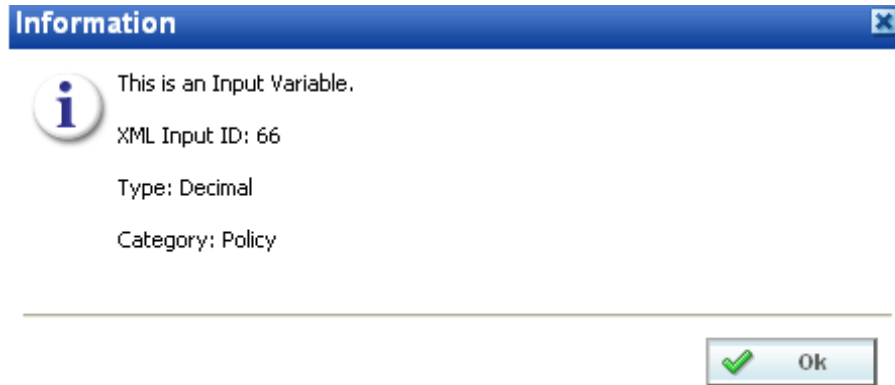 Information
This is an Input Variable.
XML Input ID: 66
Type: Decimal
Category: Policy
Ok